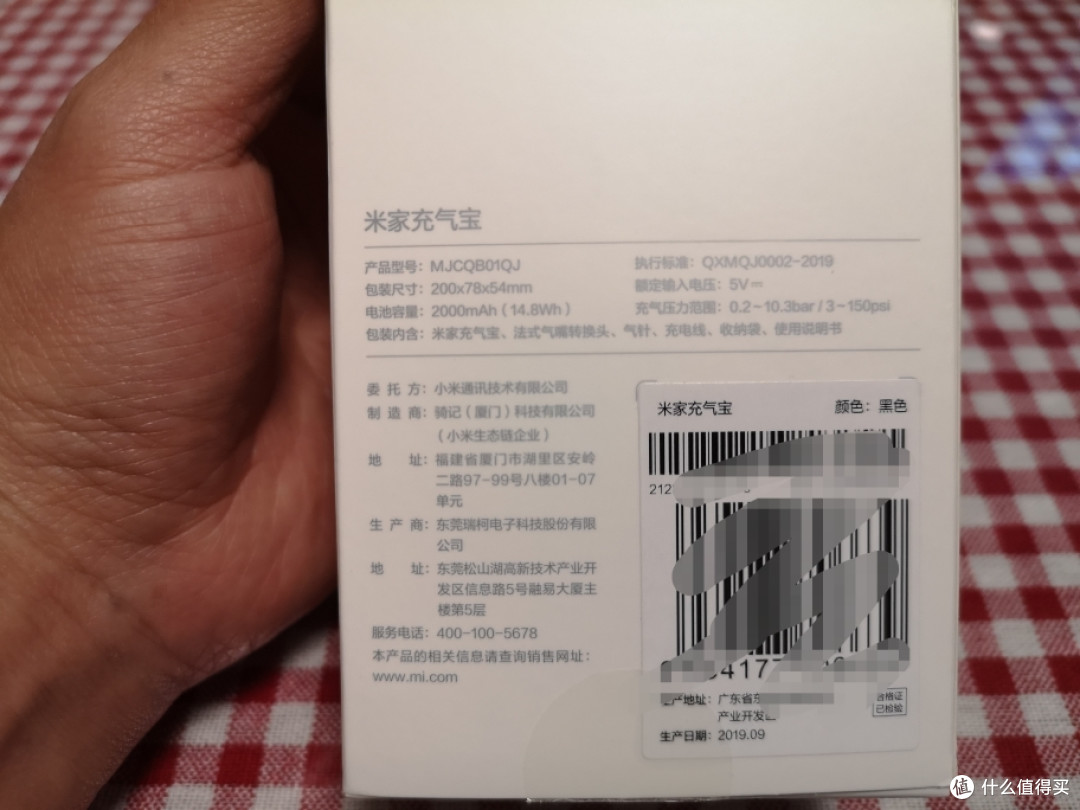 米家充气宝
产品型号：MJCQB01QJ
执行标准：QXMQJ0002-2019
包装尺寸：200x78x54mm
额定输入电压：5V⎓
电池容量：2000mAh（14.8Wh）
充气压力范围：0.2～10.3bar / 3～150psi
包装内含：米家充气宝、法式气嘴转换头、气针、充电线、收纳袋、使用说明书
委托方：小米通讯技术有限公司
制造商：骑记（厦门）科技有限公司
（小米生态链企业）
地址：福建省厦门市湖里区安岭
二路97-99号八楼01-07
单元
生产商：东莞瑞柯电子科技股份有限
公司
地址：东莞松山湖高新技术产业开
发区信息路5号融易大厦主
楼第5层
服务电话：400-100-5678
本产品的相关信息请查询销售网址：
www.mi.com
米家充气宝
颜色：黑色
212
417
产地址：广东省东
产业开发区
合格证
已检验
生产日期：2019.09
值 什么值得买